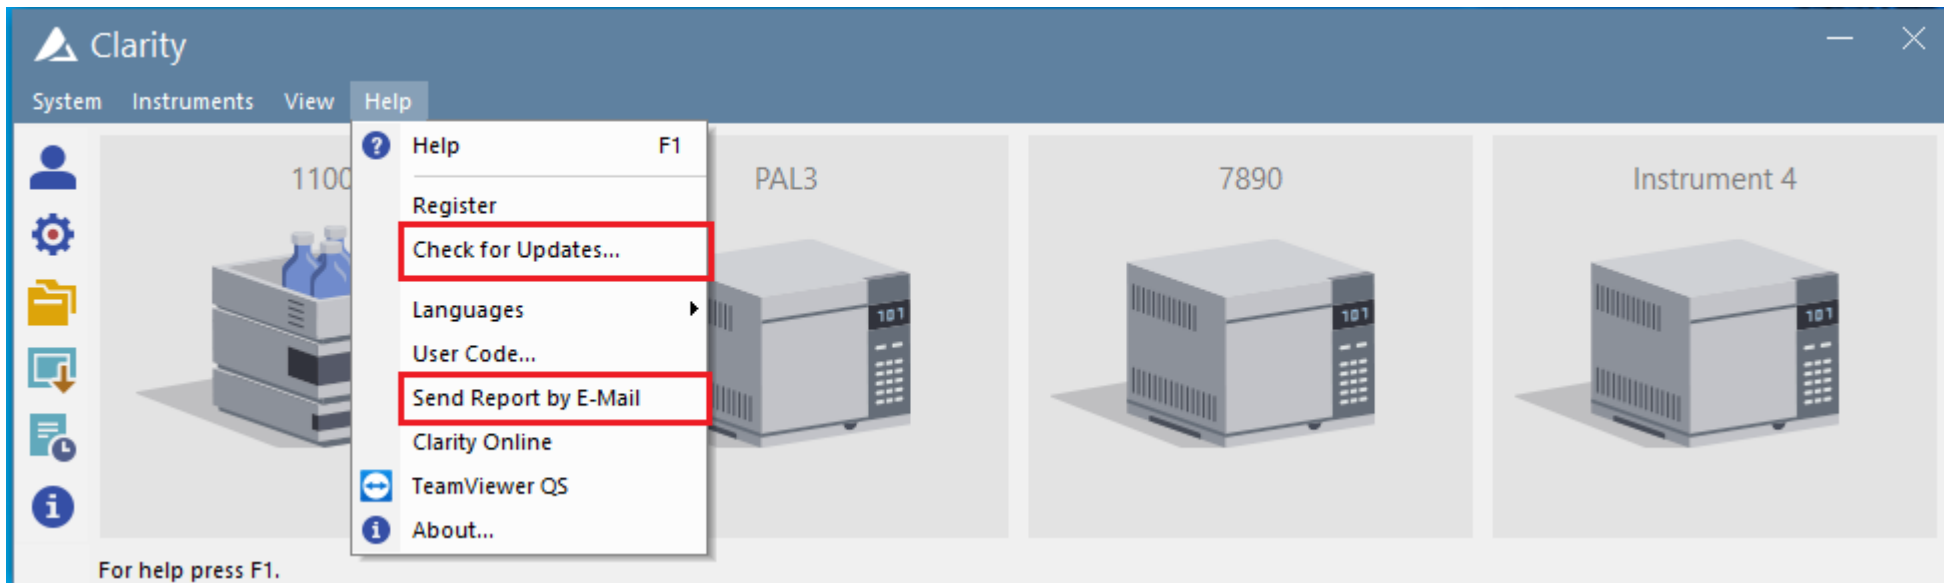 Clarity
System Instruments View Help
Help F1
Register
Check for Updates...
Languages
User Code...
Send Report by E-Mail
Clarity Online
TeamViewer QS
About...
1100
PAL3
7890
Instrument 4
101
101
101
For help press F1.